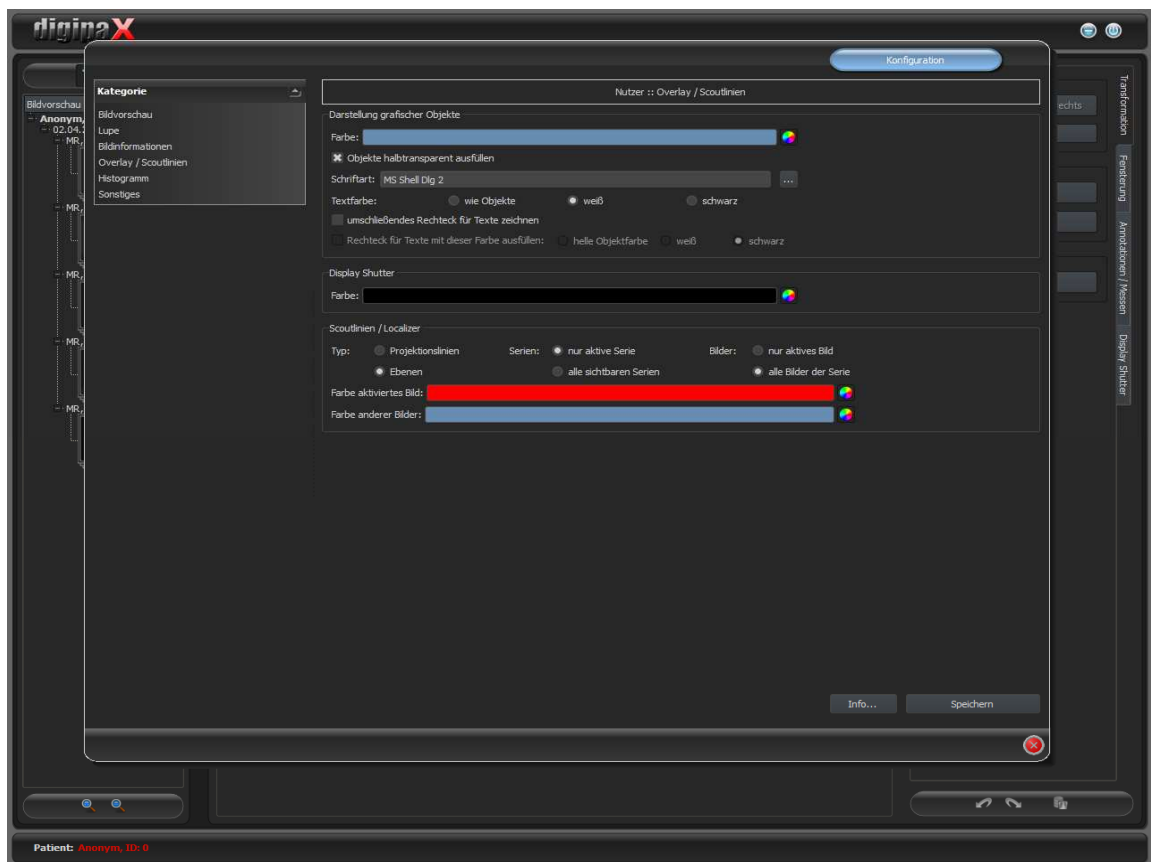 diginaX
Konfiguration
Kategorie
Bildvorschau
Lupe
Bildinformationen
Overlay / Scoutlinien
Histogramm
Sonstiges
Nutzer :: Overlay / Scoutlinien
Darstellung grafischer Objekte
Farbe:
Objekte halbtransparent ausfüllen
Schriftart: MS Shell Dlg 2 ...
Textfarbe: wie Objekte weiß schwarz
umschließendes Rechteck für Texte zeichnen
Rechteck für Texte mit dieser Farbe ausfüllen: helle Objektfarbe weiß schwarz
Display Shutter
Farbe:
Scoutlinien / Localizer
Typ: Projektionslinien Serien: nur aktive Serie Bilder: nur aktives Bild
Ebenen alle sichtbaren Serien alle Bilder der Serie
Farbe aktiviertes Bild:
Farbe anderer Bilder:
Info... Speichern
Bildvorschau
Anonym,
02.04.
MR,
MR,
MR,
MR,
MR,
echts
Transformation
Fensterung
Annotationen / Messen
Display Shutter
Patient: Anonym, ID: 0